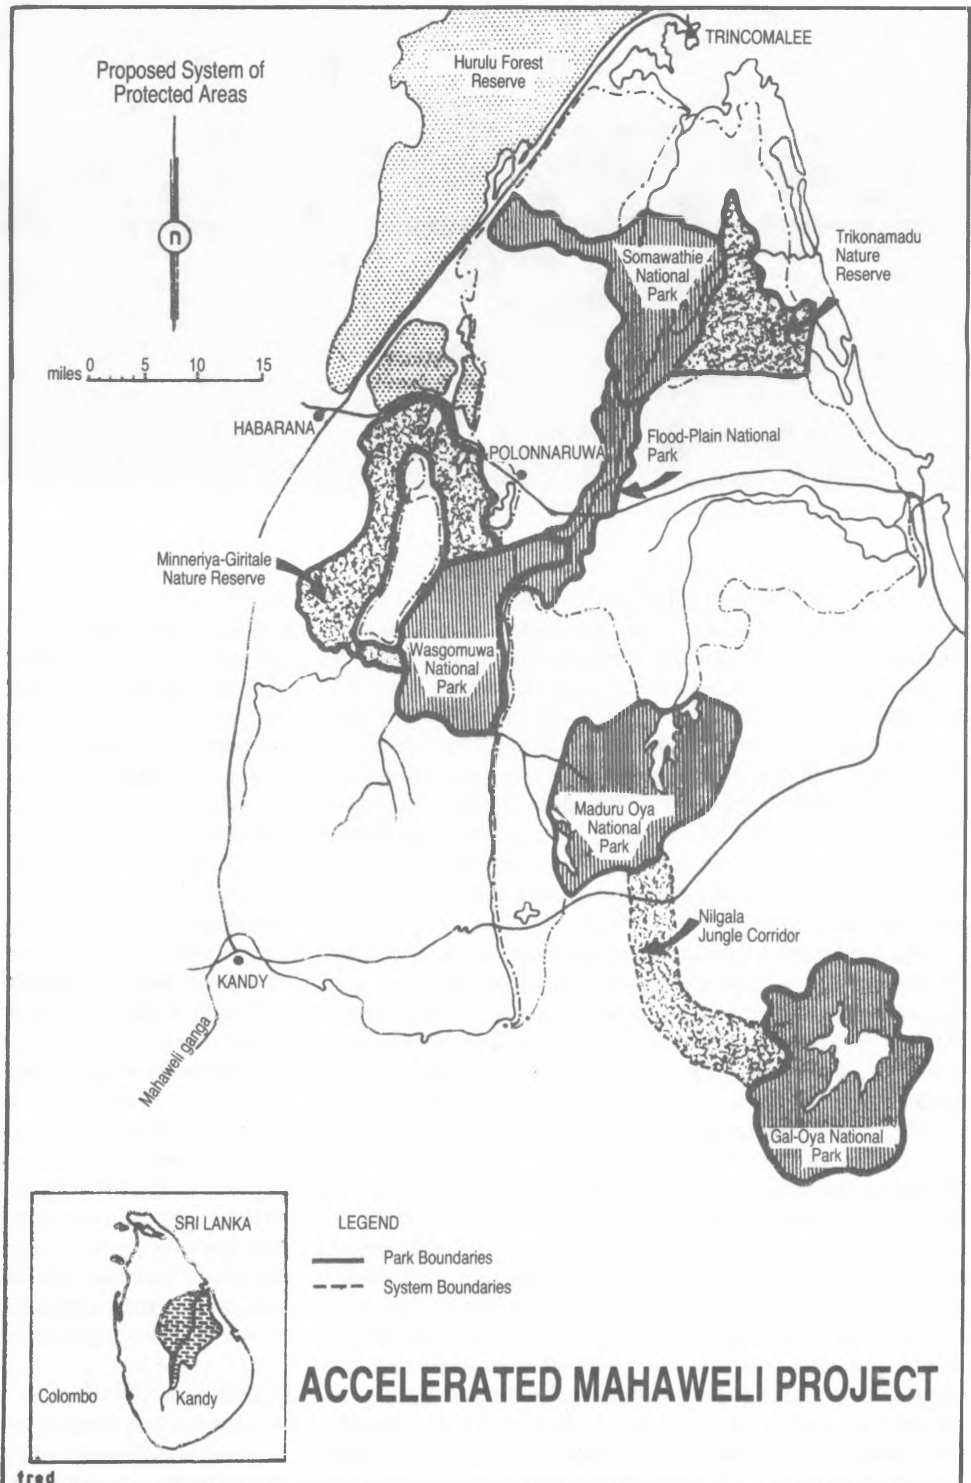 TRINCOMALEE
Hurulu Forest
Reserve
Proposed System of
Protected Areas
n
Trikonamadu
Nature
Reserve
Somawathie
National
Park
0 5 10 15
miles
HABARANA
Flood-Plain National
Park
POLONNARUWA
Minneriya-Giritale
Nature Reserve
Wasgomuwa
National
Park
Maduru Oya
National
Park
Nilgala
Jungle Corridor
KANDY
Mahaweli ganga
Gal-Oya National
Park
SRI LANKA
Colombo
Kandy
LEGEND
Park Boundaries
System Boundaries
ACCELERATED MAHAWELI PROJECT
tred